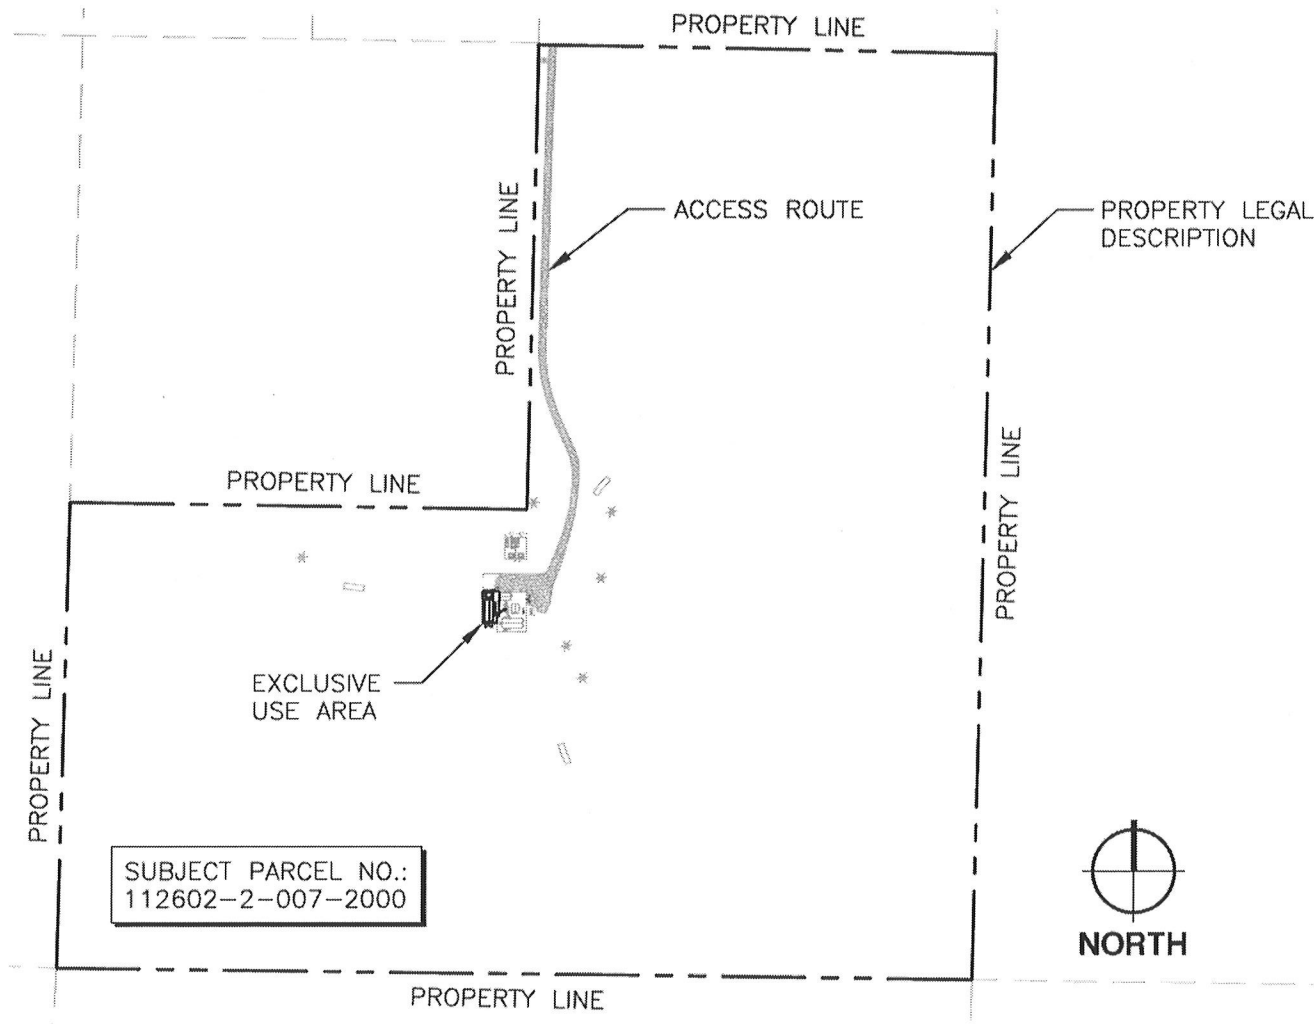 PROPERTY LINE
PROPERTY LINE
ACCESS ROUTE
PROPERTY LEGAL
DESCRIPTION
PROPERTY LINE
PROPERTY LINE
EXCLUSIVE
USE AREA
PROPERTY LINE
SUBJECT PARCEL NO.:
112602-2-007-2000
NORTH
PROPERTY LINE